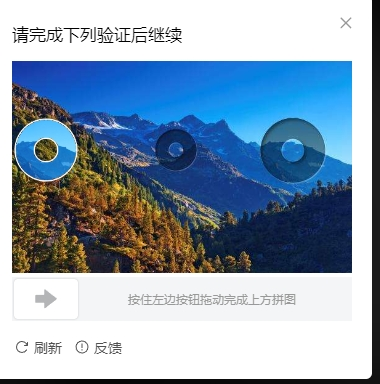 请完成下列验证后继续
按住左边按钮拖动完成上方拼图
刷新
反馈